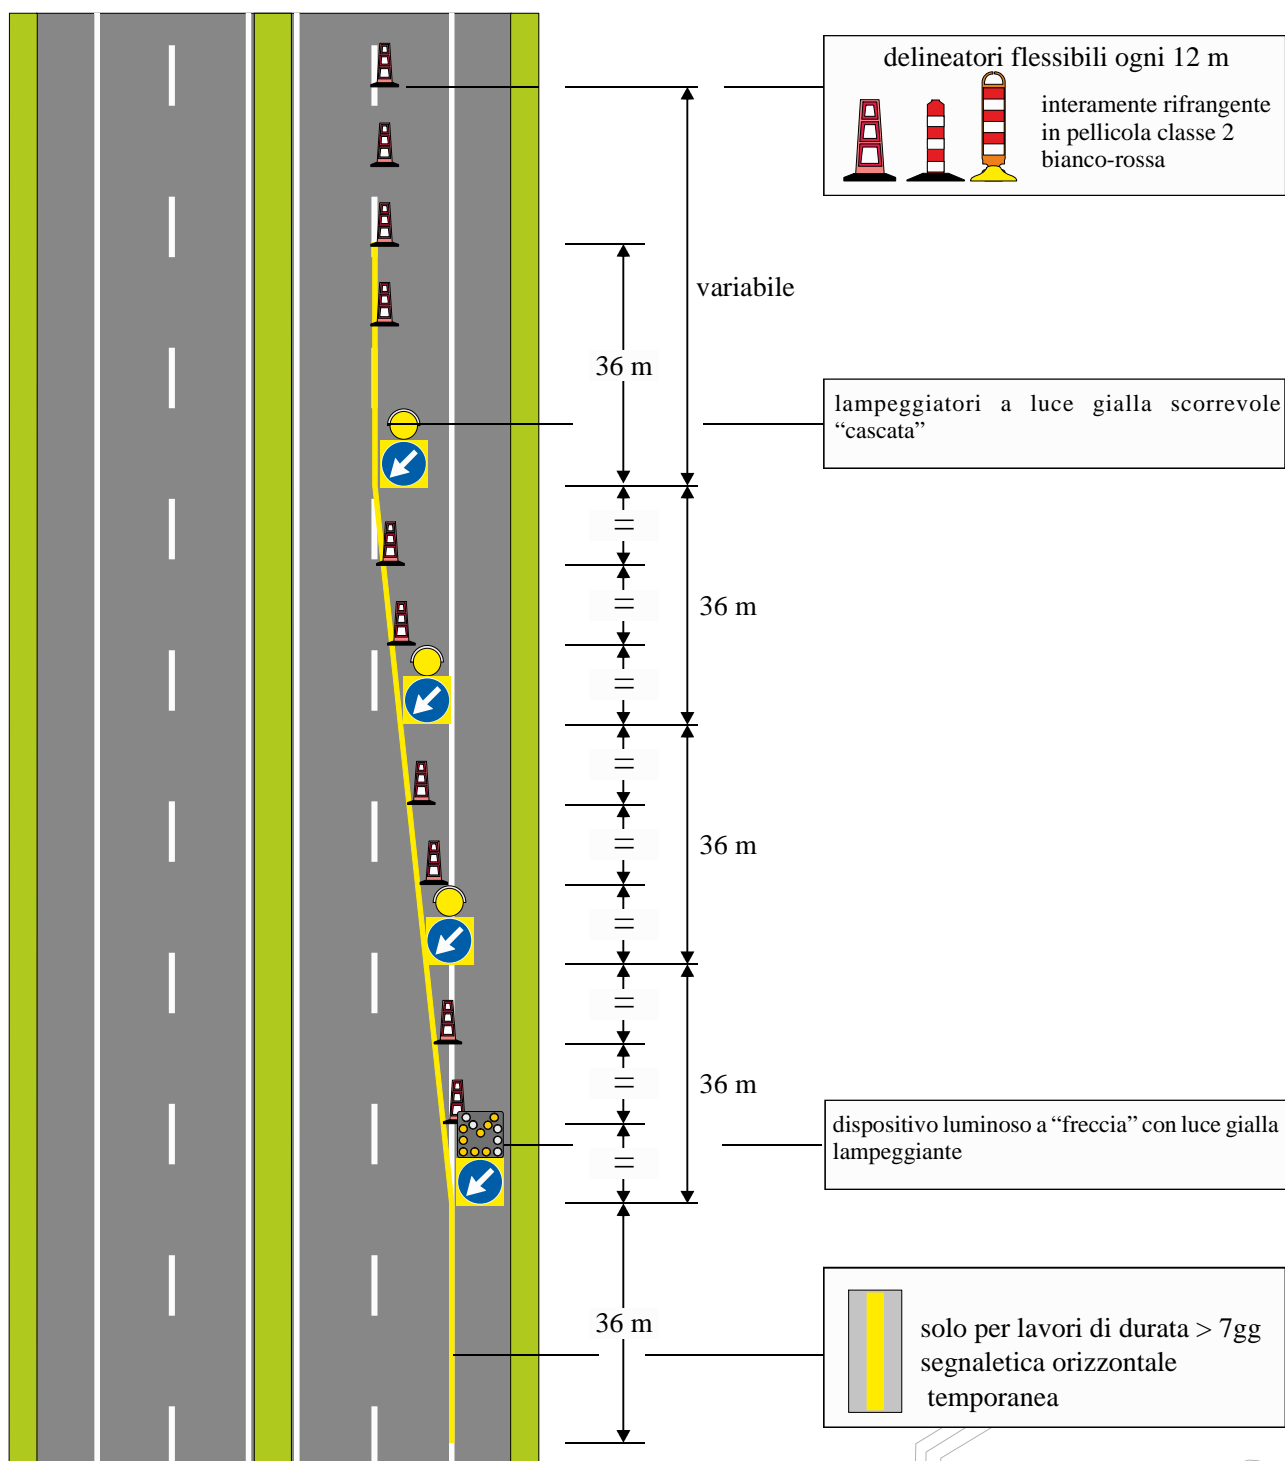 delineatori flessibili ogni 12 m
interamente rifrangente
in pellicola classe 2
bianco-rossa
variabile
36 m
lampeggiatori a luce gialla scorrevole
“cascata”
=
=
36 m
=
=
=
36 m
=
=
=
36 m
=
dispositivo luminoso a “freccia” con luce gialla
lampeggiante
36 m
solo per lavori di durata > 7gg
segnaletica orizzontale
temporanea